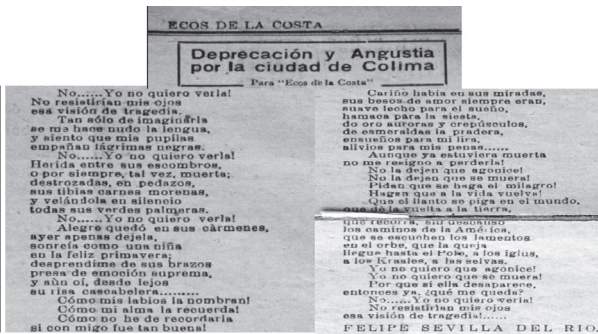 ECOS DE LA COSTA
Deprecación y Angustia
por la ciudad de Colima
Para "Ecos de la Costa"
No......Yo no quiero verla!
No resistirían mis ojos
esa visión de tragedia.
Tan sólo de imaginarla
se me hace nudo la lengua,
y siento que mis pupilas
empañan lágrimas negras.
No......Yo no quiero verla!
Herida entre sus escombros,
o por siempre, tal vez, muerta;
destrozadas, en pedazos,
sus tibias carnes morenas,
y velándola en silencio
todas sus verdes palmeras.
No......Yo no quiero verla!
Alegre quedó en sus cármenes,
ayer apenas dejela,
sonreía como una niña
en la feliz primavera;
desprendime de sus brazos
presa de emoción suprema,
y aún oí, desde lejos
su risa cascabelera.........
Cómo mis labios la nombran!
Cómo mi alma la recuerda!
Cómo no he de recordarla
si con migo fue tan buena!
Cariño había en sus miradas,
sus besos de amor siempre eran,
suave lecho para el sueño,
hamaca para la siesta,
do oro auroras y crepúsculos,
de esmeraldas la pradera,
ensueños para mi lira,
alivios para mis penas......
Aunque ya estuviera muerta
no me resigno a perderla!
No la dejen que agonice!
No la dejen que se muera!
Pidan que se haga el milagro!
Hagan que a la vida vuelva!
Que el llanto se oiga en el mundo,
que dé la vuelta a la tierra,
que recorra, sin descanso
los caminos de la América,
que se escuchen los lamentos
en el orbe, que la queja
llegue hasta el Polo, a los iglus,
a los Kraales, a las selvas.
Yo no quiero que agonice!
Yo no quiero que se muera!
Por que si ella desaparece,
entonces ya, ¿qué me queda?
No......Yo no quiero verla!
No resistirían mis ojos
esa visión de tragedia!......
FELIPE SEVILLA DEL RIO.